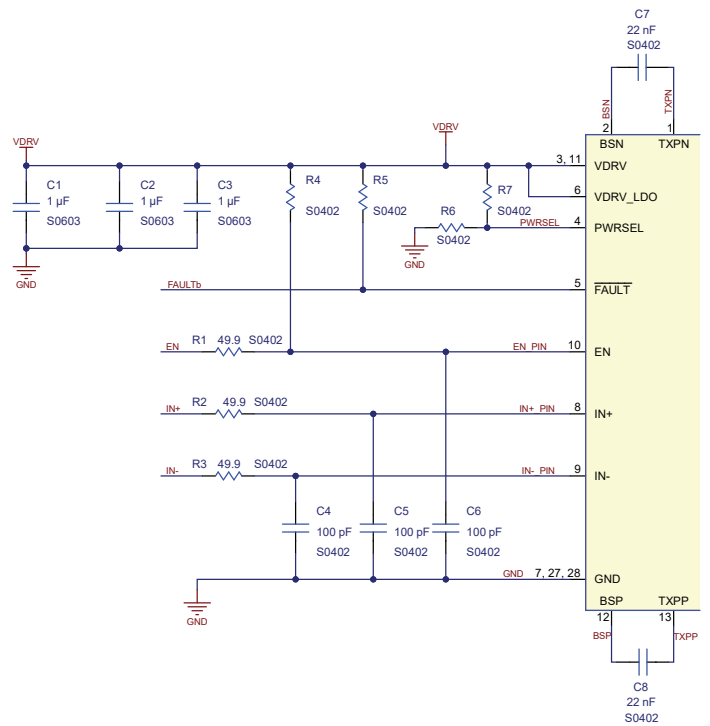 C7
22 nF
S0402
BSN
TXPN
2
1
BSN
TXPN
VDRV
VDRV
3, 11
VDRV
C1
1 µF
S0603
C2
1 µF
S0603
C3
1 µF
S0603
R4
S0402
R5
S0402
R7
S0402
6
VDRV_LDO
R6
S0402
PWRSEL
4
PWRSEL
GND
GND
FAULTb
5
FAULT
EN
R1
49.9
S0402
EN_PIN
10
EN
IN+
R2
49.9
S0402
IN+_PIN
8
IN+
IN-
R3
49.9
S0402
IN-_PIN
9
IN-
C4
100 pF
S0402
C5
100 pF
S0402
C6
100 pF
S0402
GND
7, 27, 28
GND
GND
BSP
TXPP
12
13
BSP
TXPP
C8
22 nF
S0402